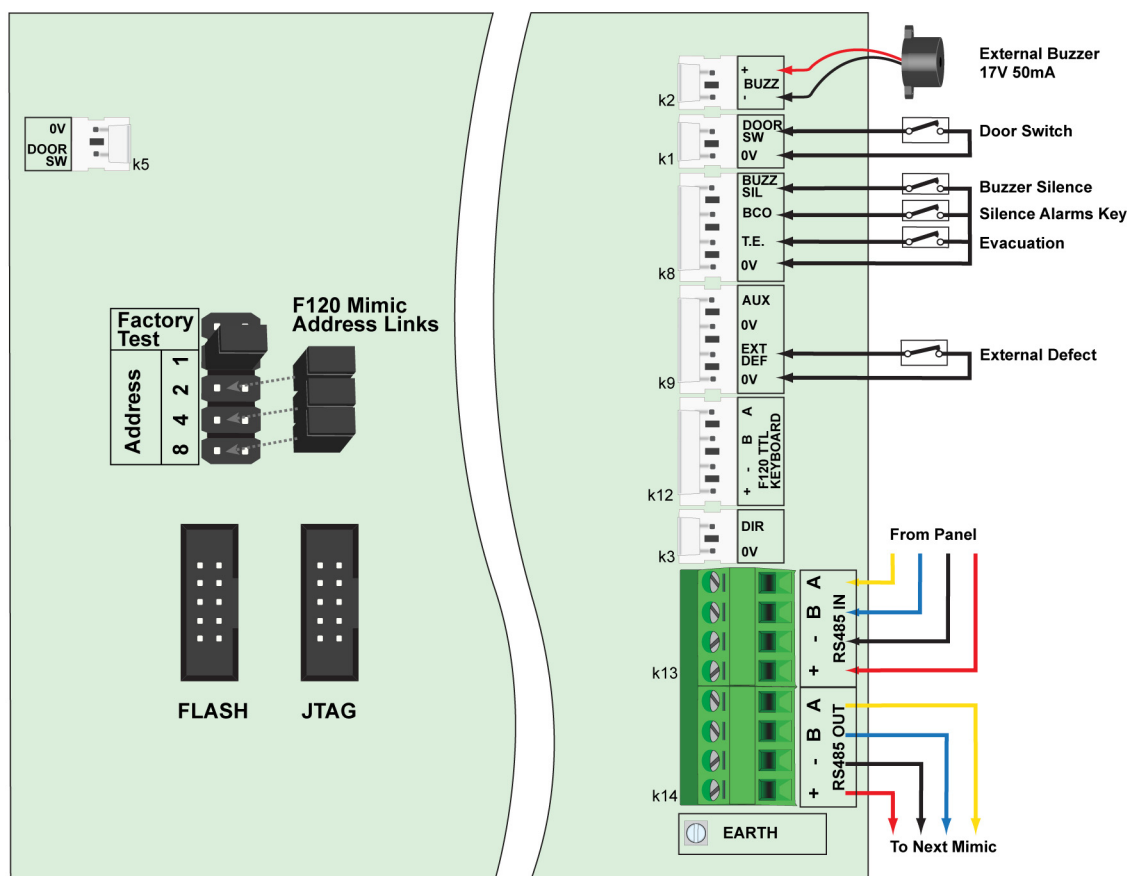 0V
DOOR
SW
k5
Factory
Test
Address
1
2
4
8
F120 Mimic
Address Links
FLASH
JTAG
k2
+
BUZZ
-
External Buzzer
17V 50mA
k1
DOOR
SW
0V
Door Switch
k8
BUZZ
SIL
BCO
T.E.
0V
Buzzer Silence
Silence Alarms Key
Evacuation
k9
AUX
0V
EXT
DEF
0V
External Defect
k12
A
B
-
+
F120 TTL
KEYBOARD
k3
DIR
0V
From Panel
k13
A
B
-
+
RS485 IN
k14
A
B
-
+
RS485 OUT
EARTH
To Next Mimic